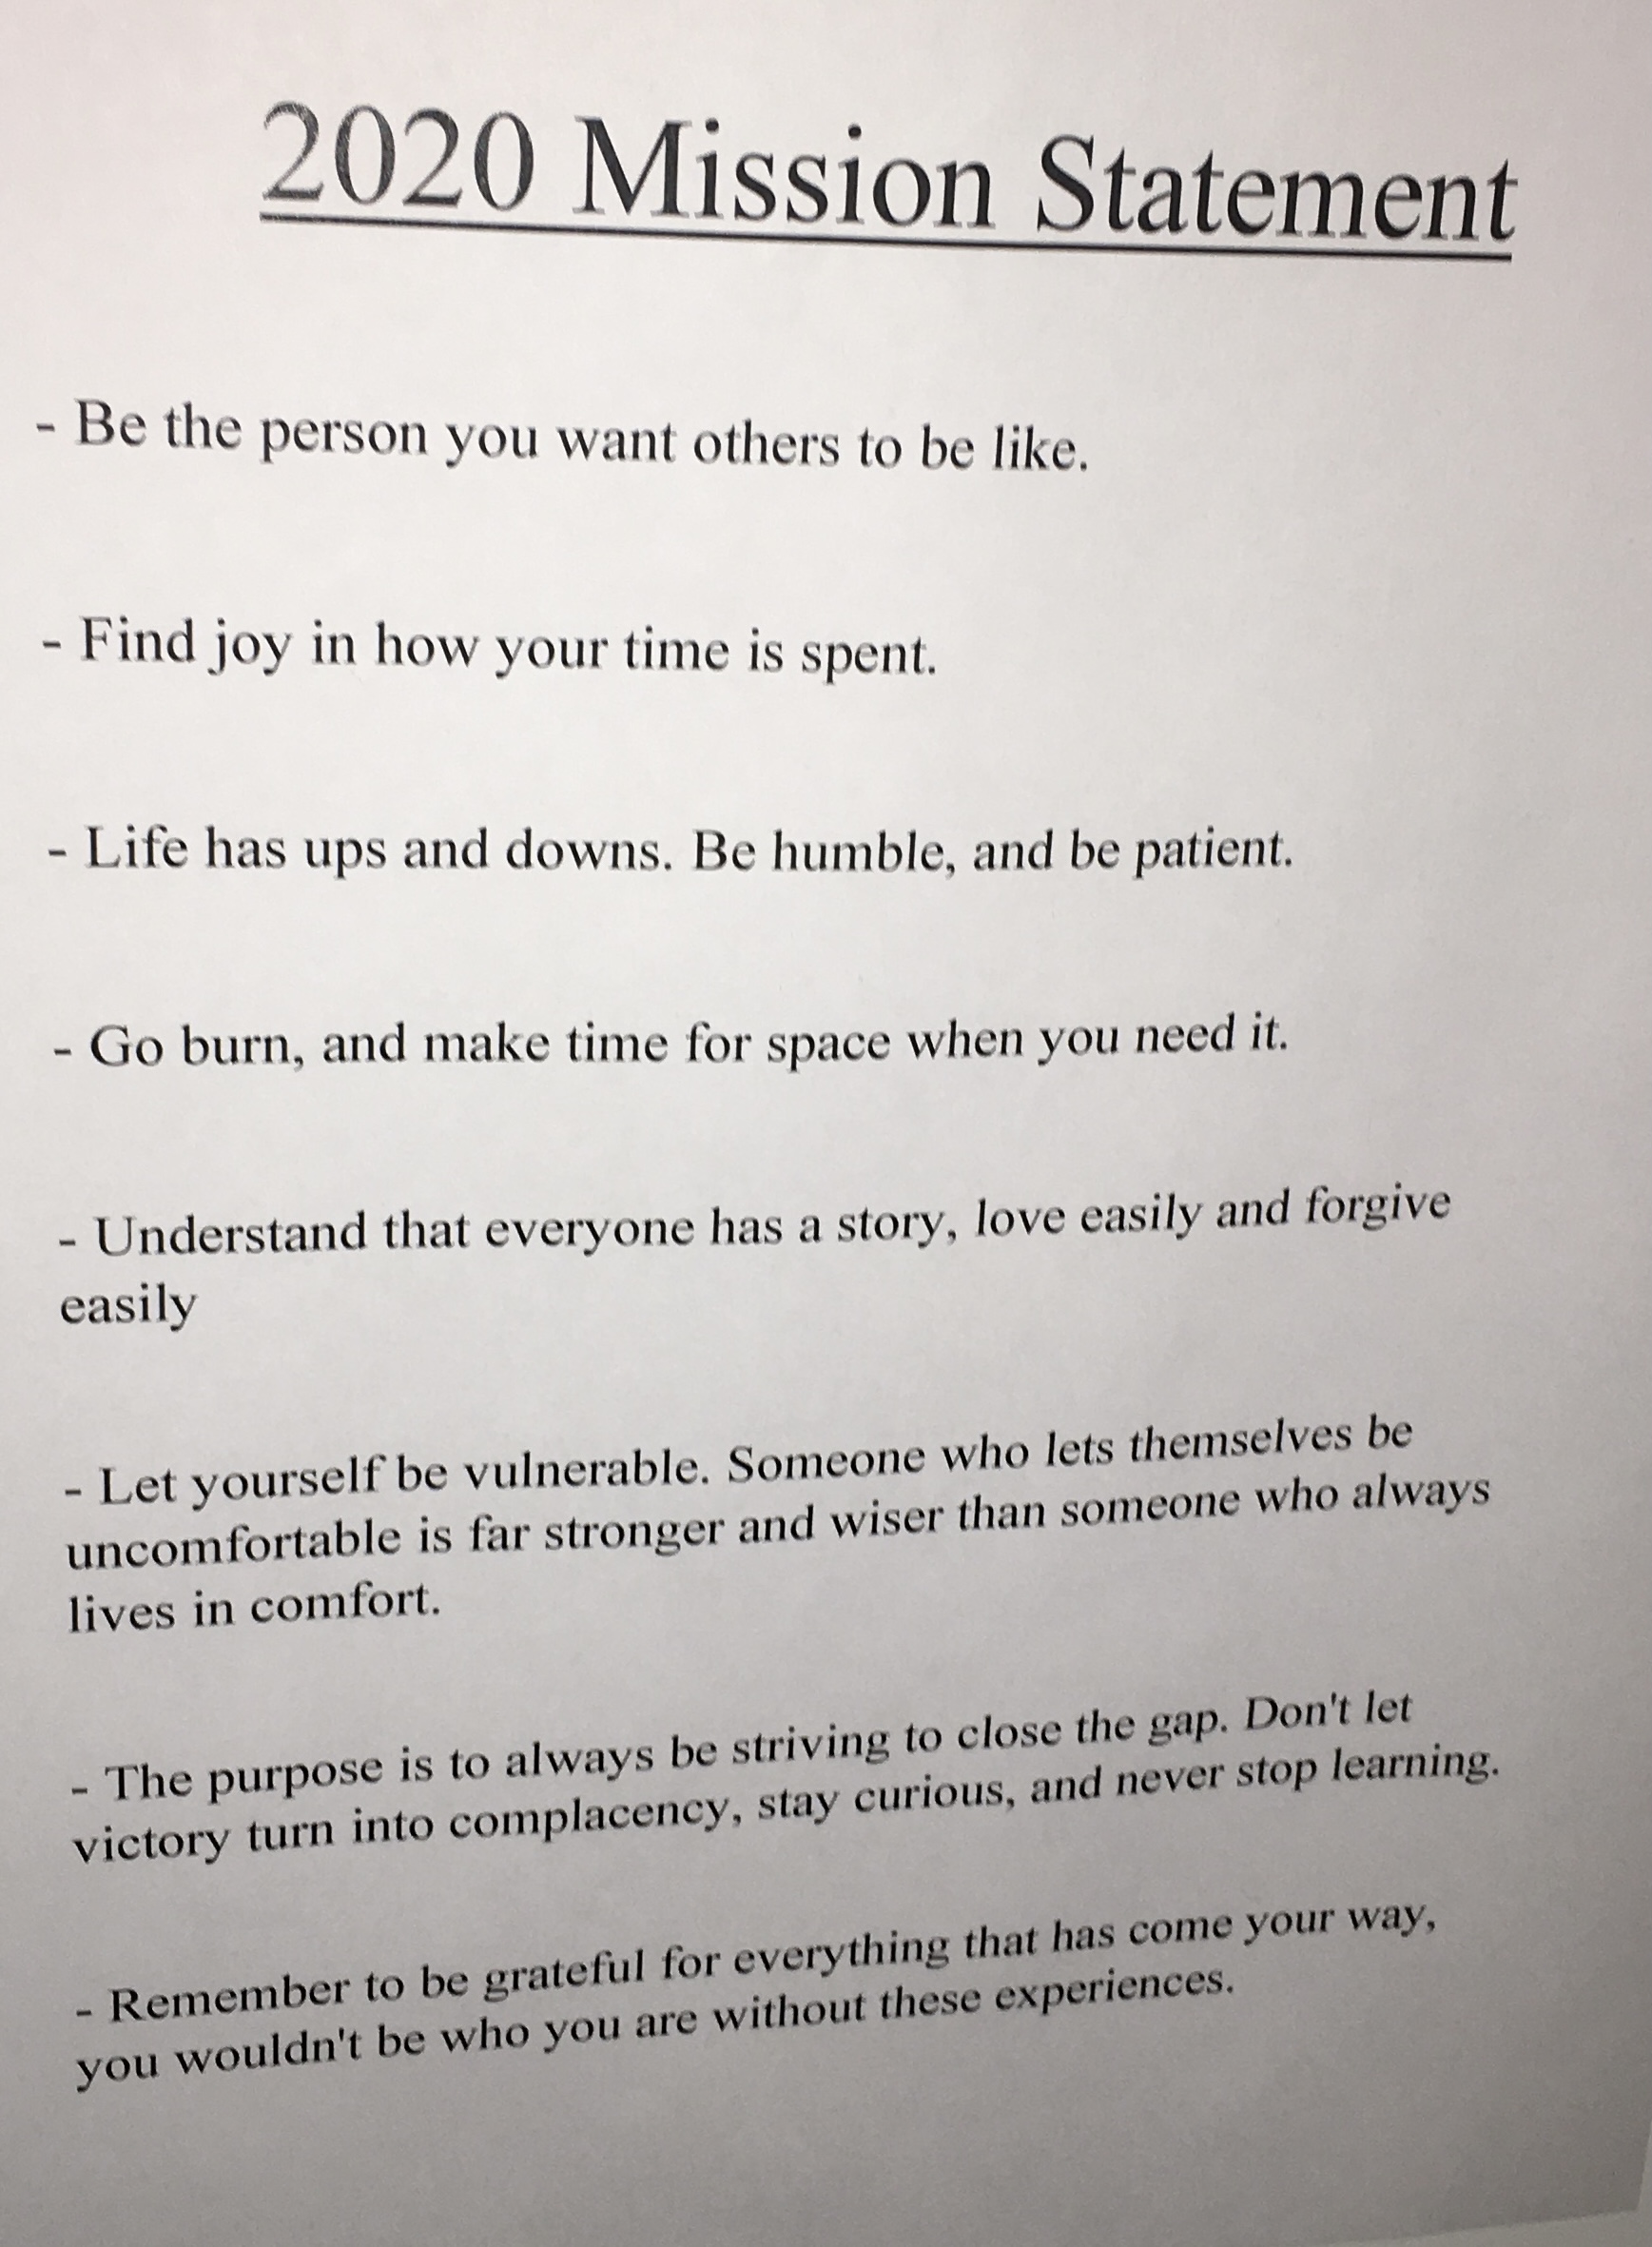 2020 Mission Statement
- Be the person you want others to be like.
- Find joy in how your time is spent.
- Life has ups and downs. Be humble, and be patient.
- Go burn, and make time for space when you need it.
- Understand that everyone has a story, love easily and forgive
easily
- Let yourself be vulnerable. Someone who lets themselves be
uncomfortable is far stronger and wiser than someone who always
lives in comfort.
- The purpose is to always be striving to close the gap. Don't let
victory turn into complacency, stay curious, and never stop learning.
- Remember to be grateful for everything that has come your way,
you wouldn't be who you are without these experiences.